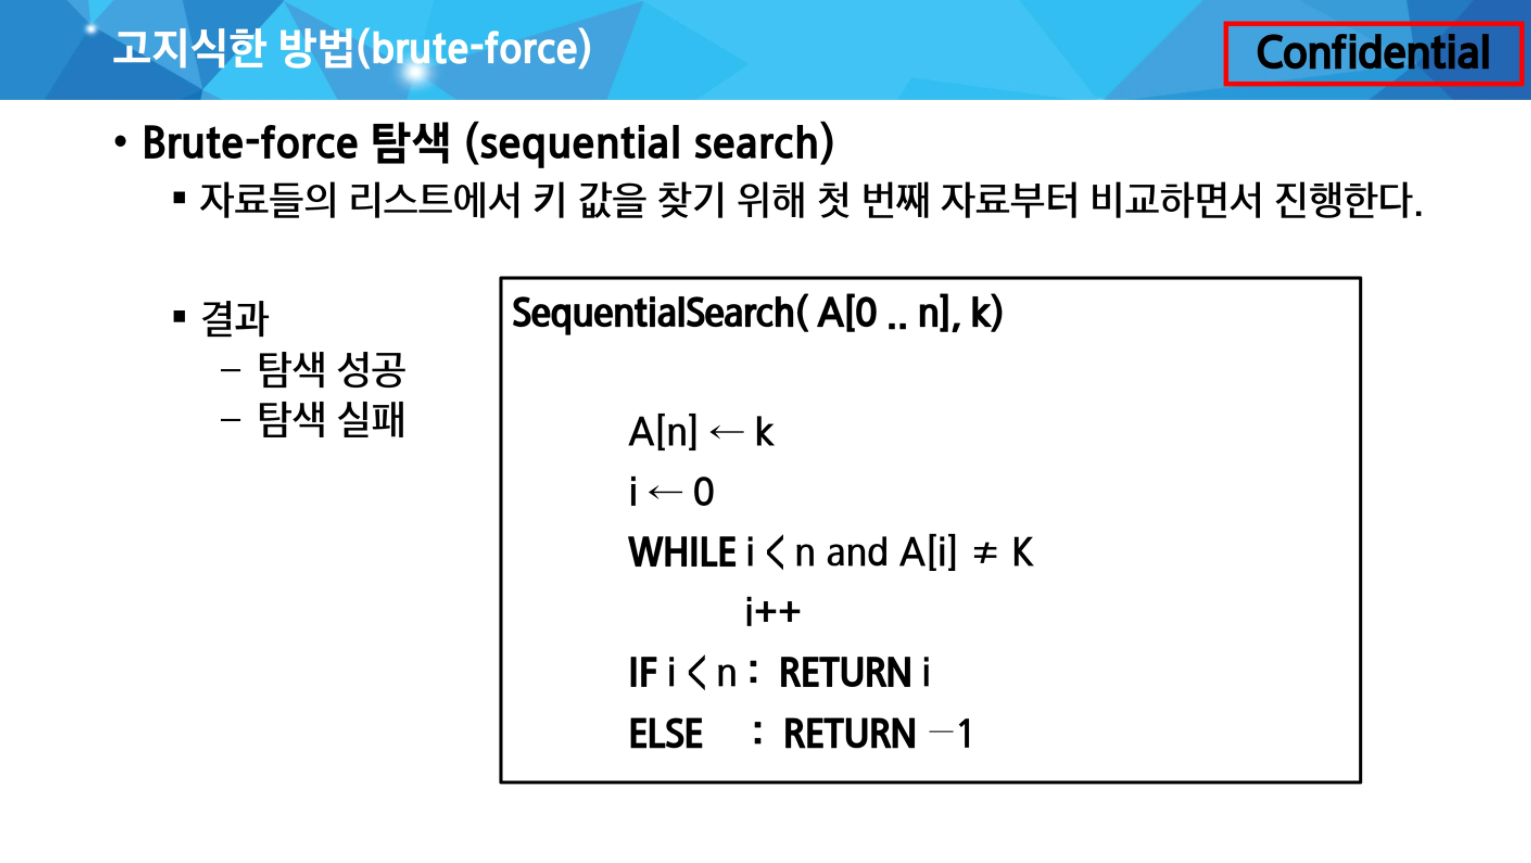 고지식한 방법(brute-force)
Confidential
• Brute-force 탐색 (sequential search)
▪ 자료들의 리스트에서 키 값을 찾기 위해 첫 번째 자료부터 비교하면서 진행한다.
▪ 결과
– 탐색 성공
– 탐색 실패
SequentialSearch( A[0 .. n], k)
A[n] ← k
i ← 0
WHILE i < n and A[i] ≠ K
i++
IF i < n : RETURN i
ELSE : RETURN –1